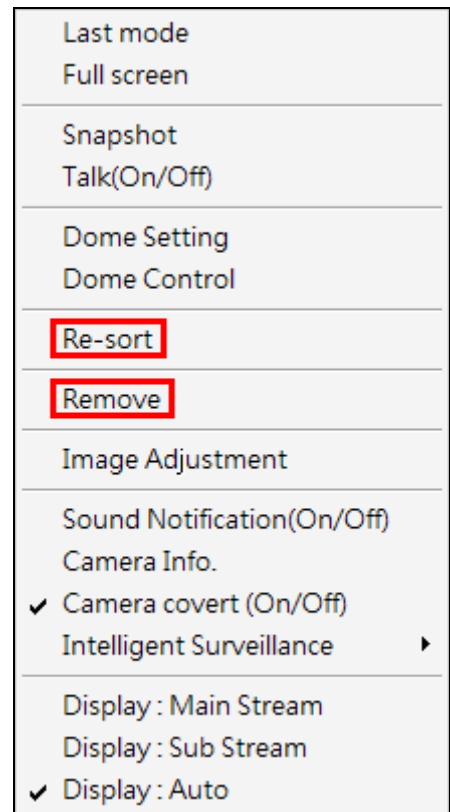 Last mode
Full screen
Snapshot
Talk(On/Off)
Dome Setting
Dome Control
Re-sort
Remove
Image Adjustment
Sound Notification(On/Off)
Camera Info.
Camera covert (On/Off)
Intelligent Surveillance
Display : Main Stream
Display : Sub Stream
Display : Auto